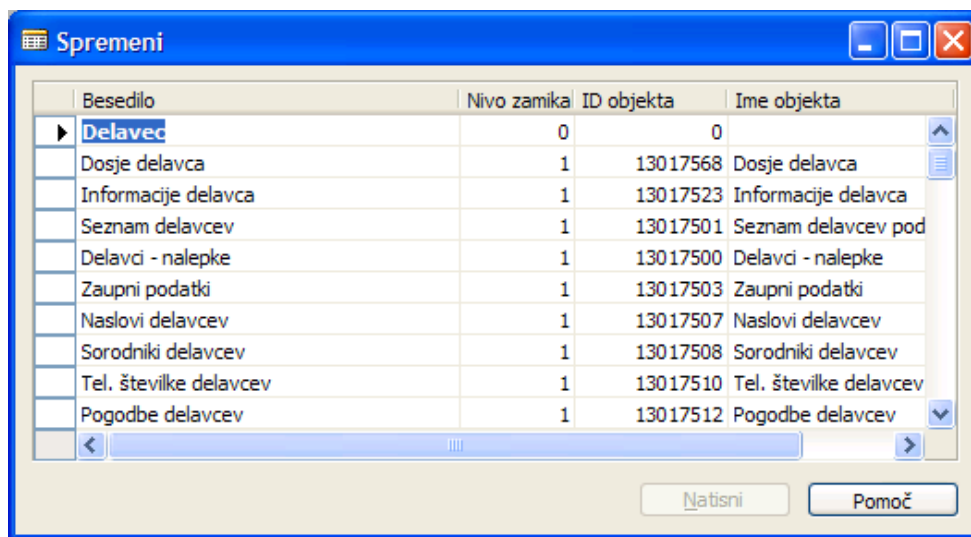 Spremeni
Besedilo Nivo zamika ID objekta Ime objekta
Delavec 0 0
Dosje delavca 1 13017568 Dosje delavca
Informacije delavca 1 13017523 Informacije delavca
Seznam delavcev 1 13017501 Seznam delavcev pod
Delavci - nalepke 1 13017500 Delavci - nalepke
Zaupni podatki 1 13017503 Zaupni podatki
Naslovi delavcev 1 13017507 Naslovi delavcev
Sorodniki delavcev 1 13017508 Sorodniki delavcev
Tel. številke delavcev 1 13017510 Tel. številke delavcev
Pogodbe delavcev 1 13017512 Pogodbe delavcev
Natisni Pomoč